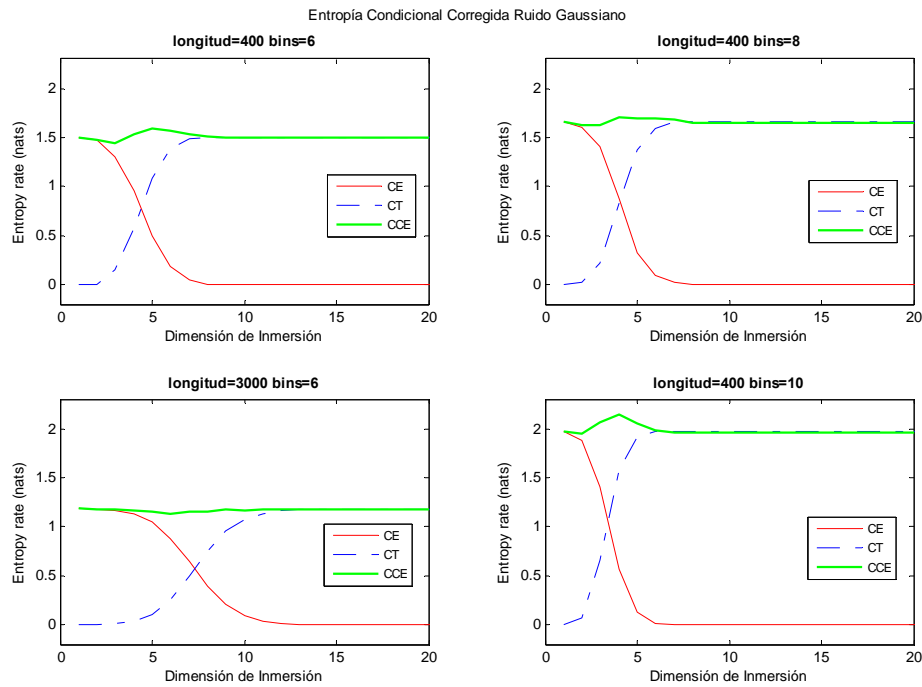 Entropía Condicional Corregida Ruido Gaussiano
longitud=400 bins=6
2
1.5
1
0.5
0
Entropy rate (nats)
CE
CT
CCE
0 5 10 15 20
Dimensión de Inmersión
longitud=400 bins=8
2
1.5
1
0.5
0
Entropy rate (nats)
CE
CT
CCE
0 5 10 15 20
Dimensión de Inmersión
longitud=3000 bins=6
2
1.5
1
0.5
0
Entropy rate (nats)
CE
CT
CCE
0 5 10 15 20
Dimensión de Inmersión
longitud=400 bins=10
2
1.5
1
0.5
0
Entropy rate (nats)
CE
CT
CCE
0 5 10 15 20
Dimensión de Inmersión